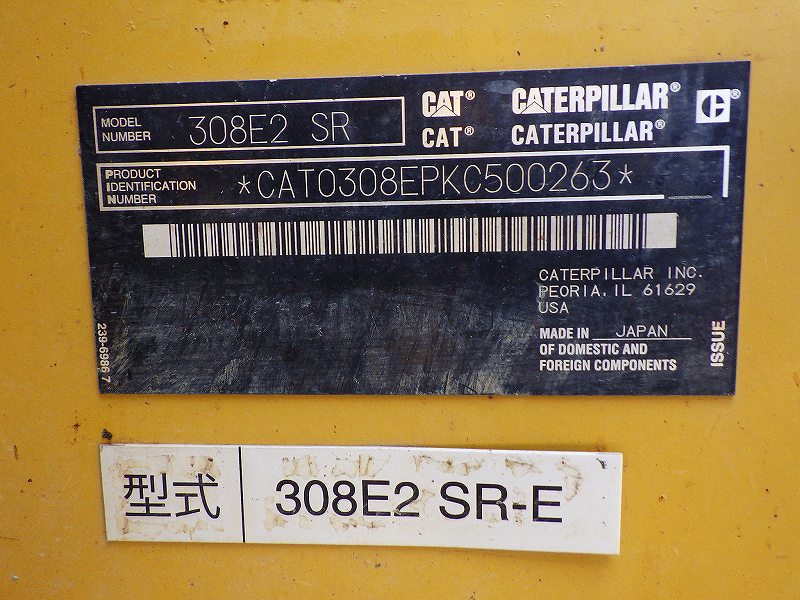 MODEL
NUMBER
308E2 SR
CAT® CATERPILLAR®
CAT® CATERPILLAR®
PRODUCT
IDENTIFICATION
NUMBER
*CAT0308EPKC500263*
CATERPILLAR INC.
PEORIA, IL 61629
USA
MADE IN JAPAN
OF DOMESTIC AND
FOREIGN COMPONENTS
239-6986 7
ISSUE
型式 308E2 SR-E